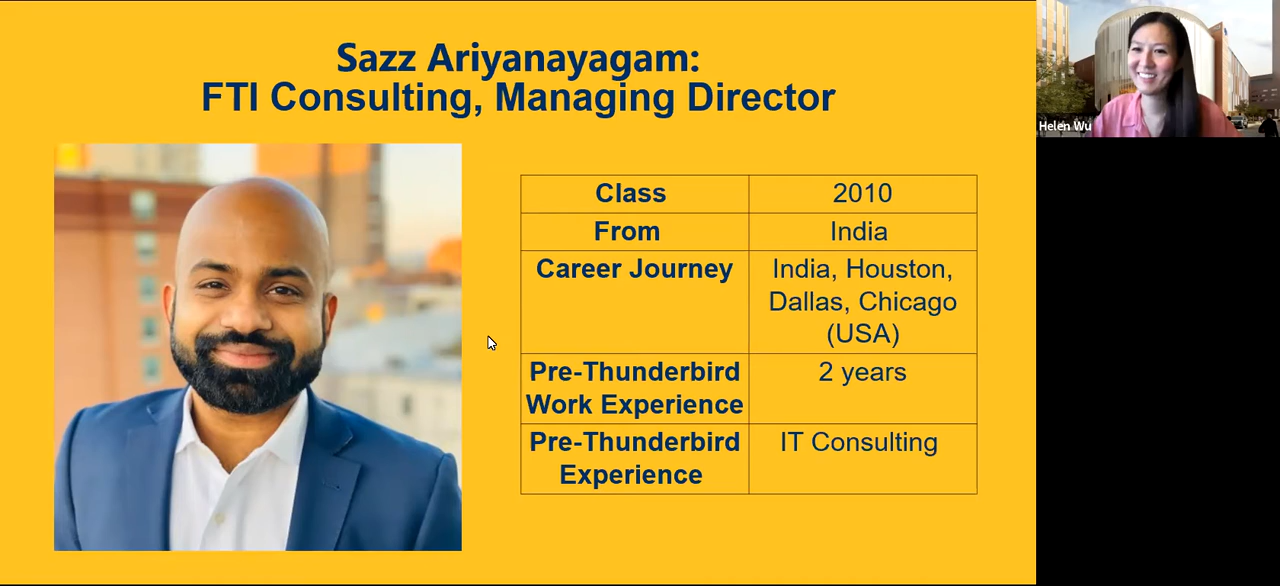 Sazz Ariyanayagam:
FTI Consulting, Managing Director
Class 2010
From India
Career Journey India, Houston,
Dallas, Chicago
(USA)
Pre-Thunderbird 2 years
Work Experience
Pre-Thunderbird IT Consulting
Experience
Helen Wu